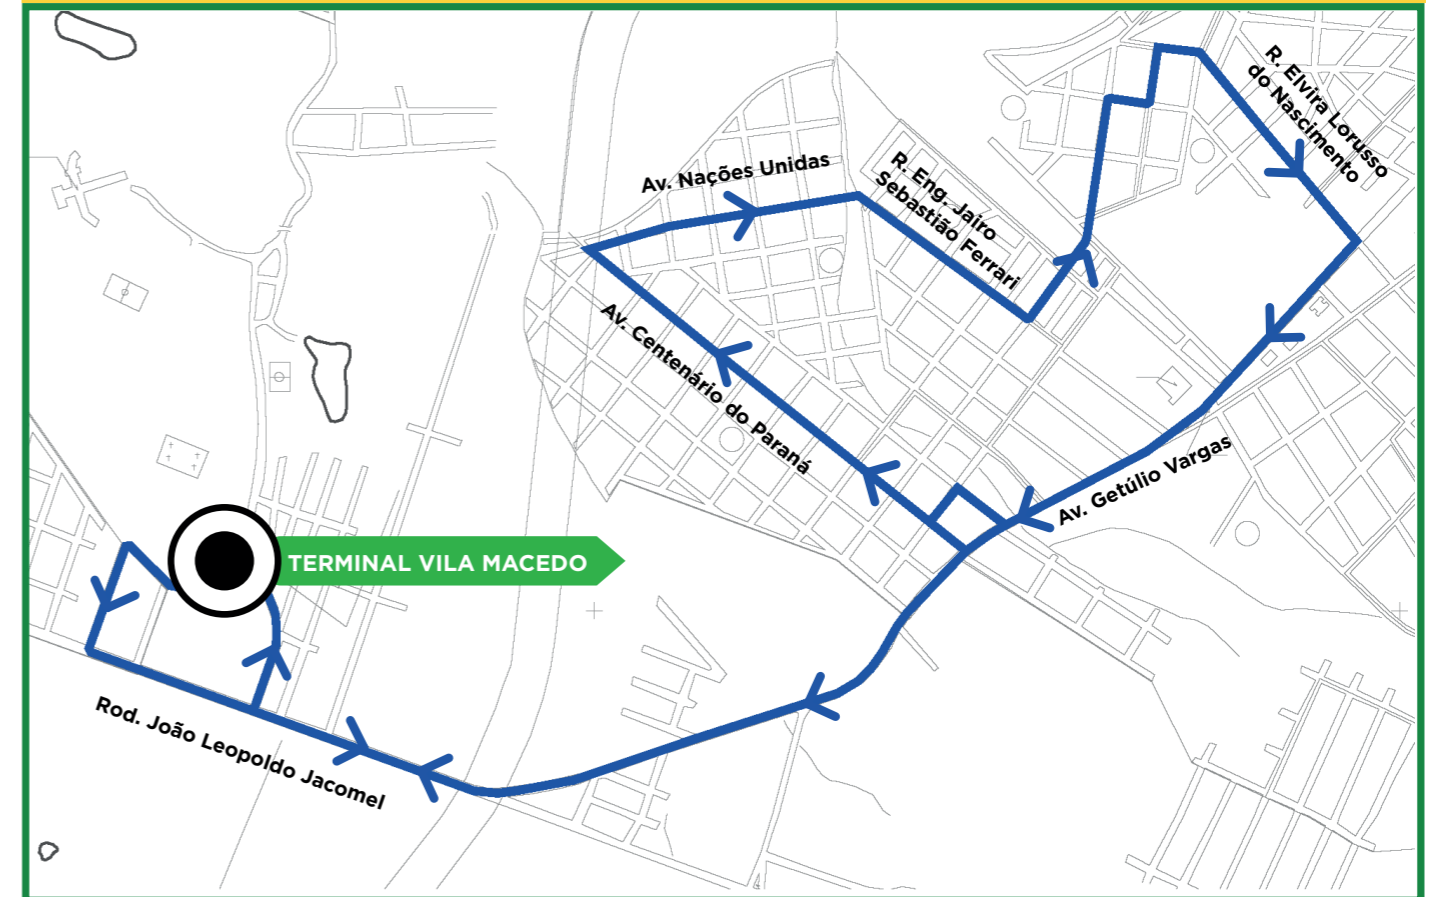 R. Elvira Lorusso
do Nascimento
Av. Nações Unidas
R. Eng. Jairo
Sebastião Ferrari
Av. Centenário do Paraná
Av. Getúlio Vargas
TERMINAL VILA MACEDO
Rod. João Leopoldo Jacomel